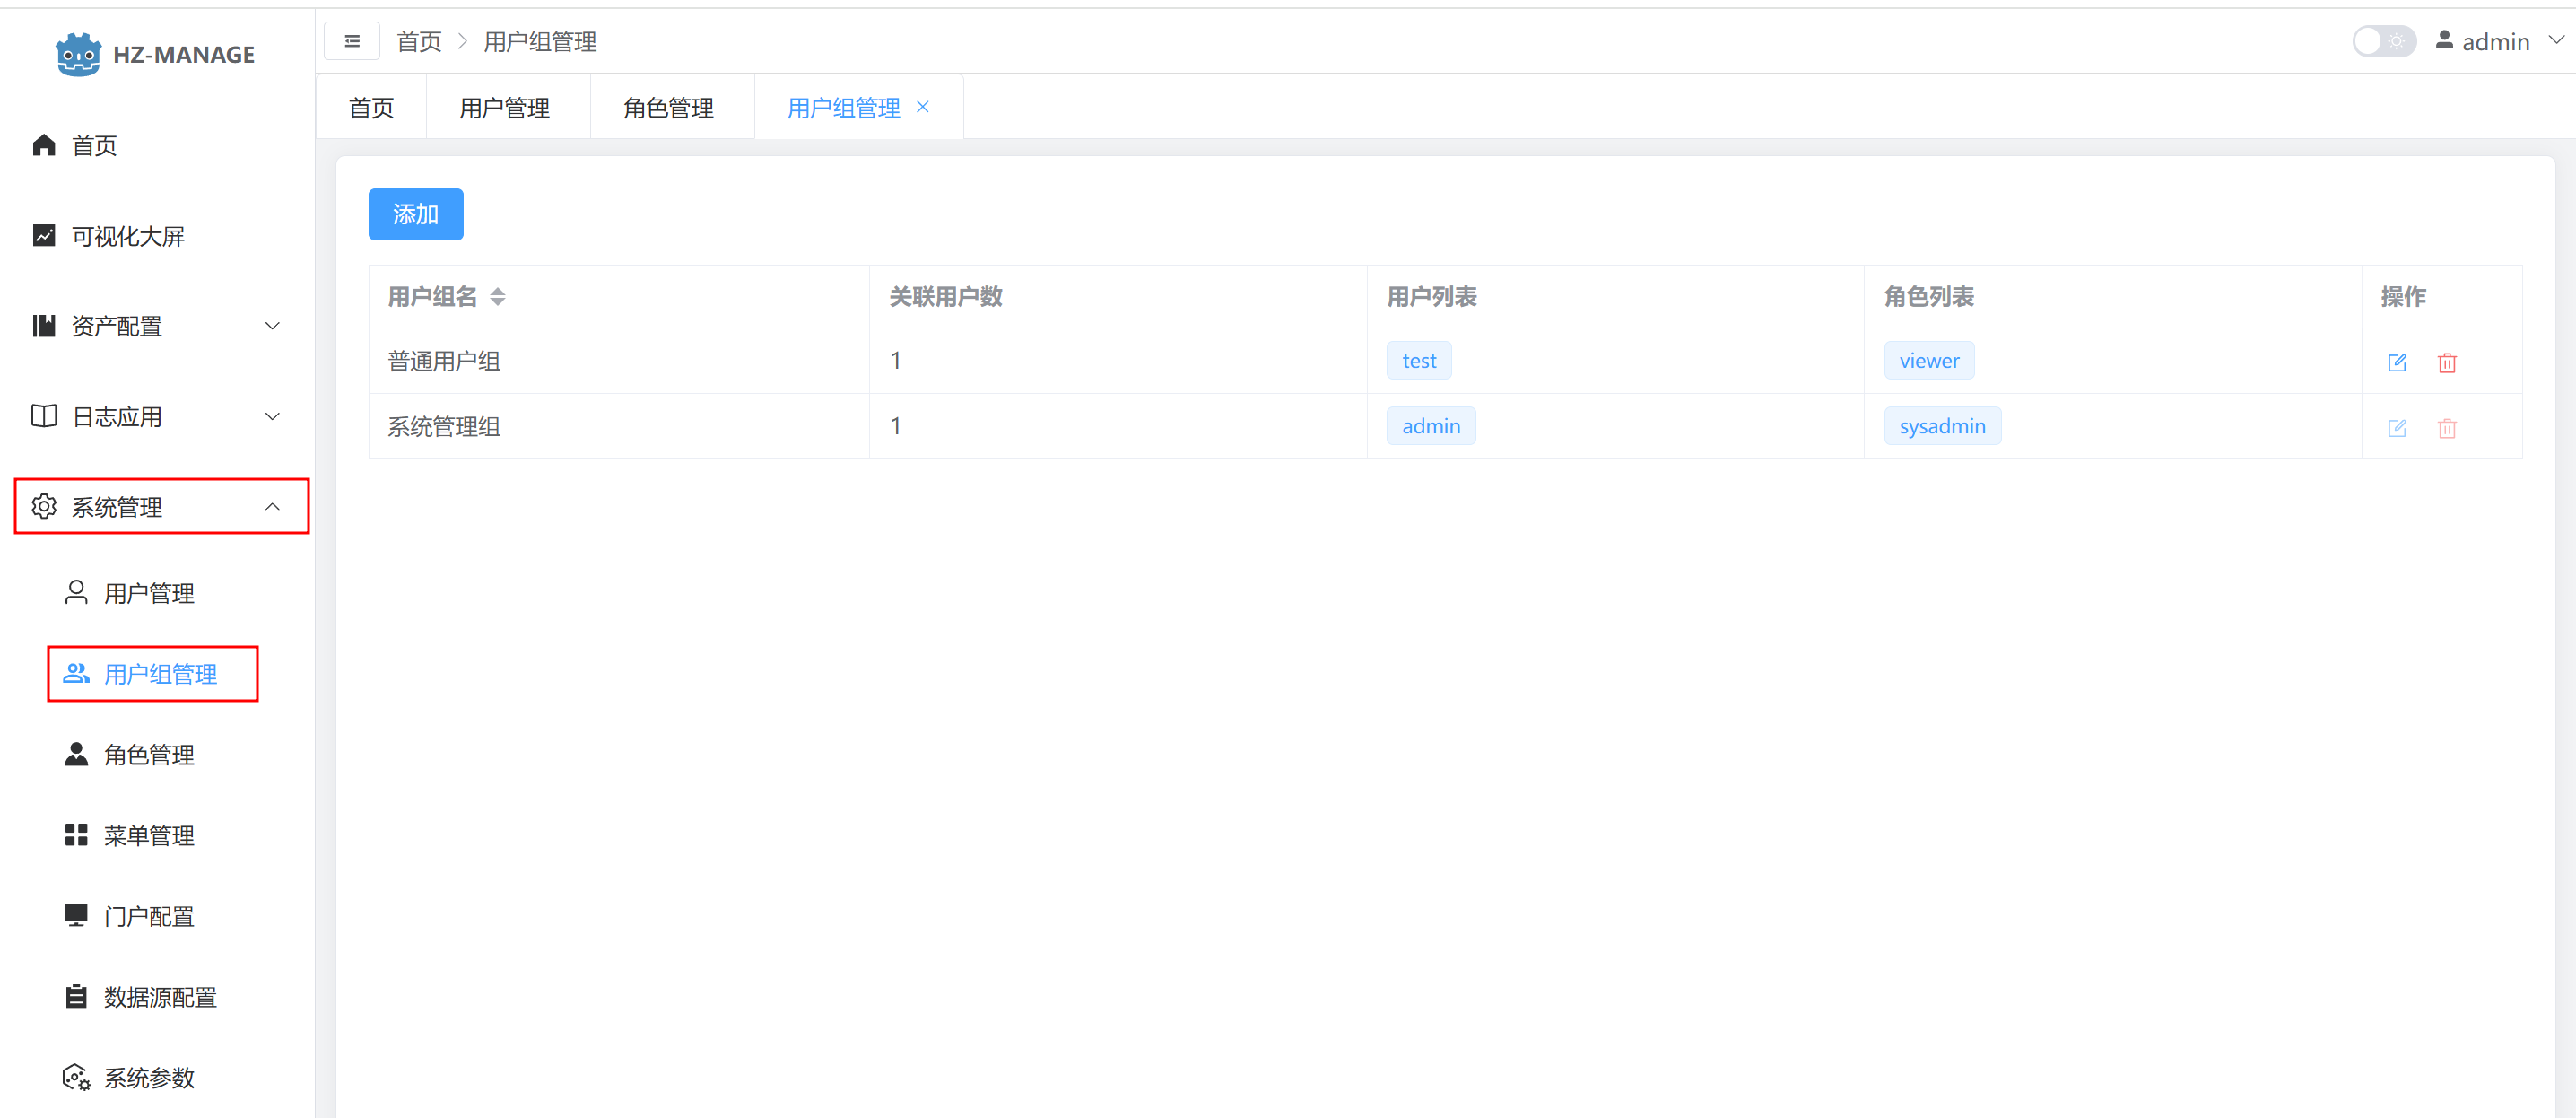 HZ-MANAGE
首页
可视化大屏
资产配置
日志应用
系统管理
用户管理
用户组管理
角色管理
菜单管理
门户配置
数据源配置
系统参数
首页 > 用户组管理
admin
首页 用户管理 角色管理 用户组管理 ×
添加
用户组名 关联用户数 用户列表 角色列表 操作
普通用户组 1 test viewer
系统管理组 1 admin sysadmin